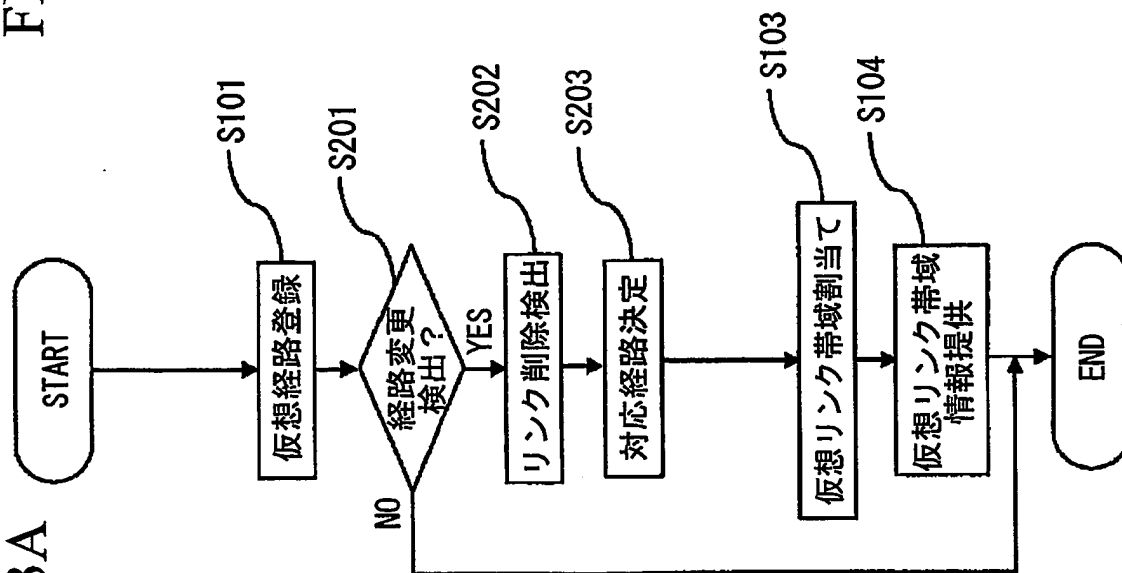 START
仮想経路登録
S101
経路変更
検出？
S201
YES
NO
リンク削除検出
S202
対応経路決定
S203
仮想リンク帯域割当て
S103
仮想リンク帯域
情報提供
S104
END